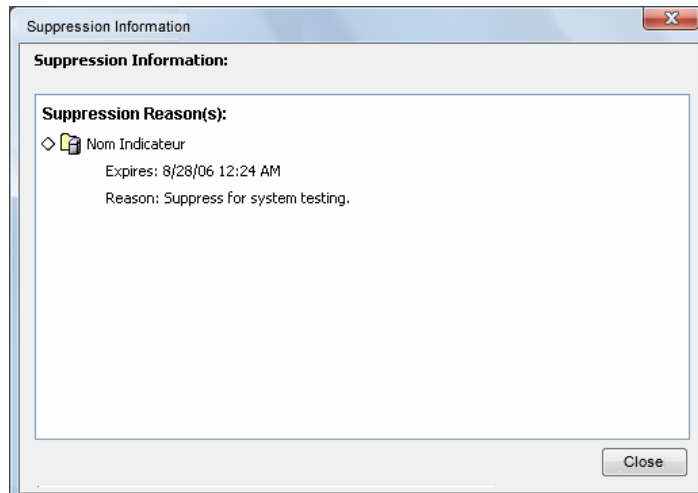 Suppression Information
Suppression Information:
Suppression Reason(s):
Nom Indicateur
Expires: 8/28/06 12:24 AM
Reason: Suppress for system testing.
Close